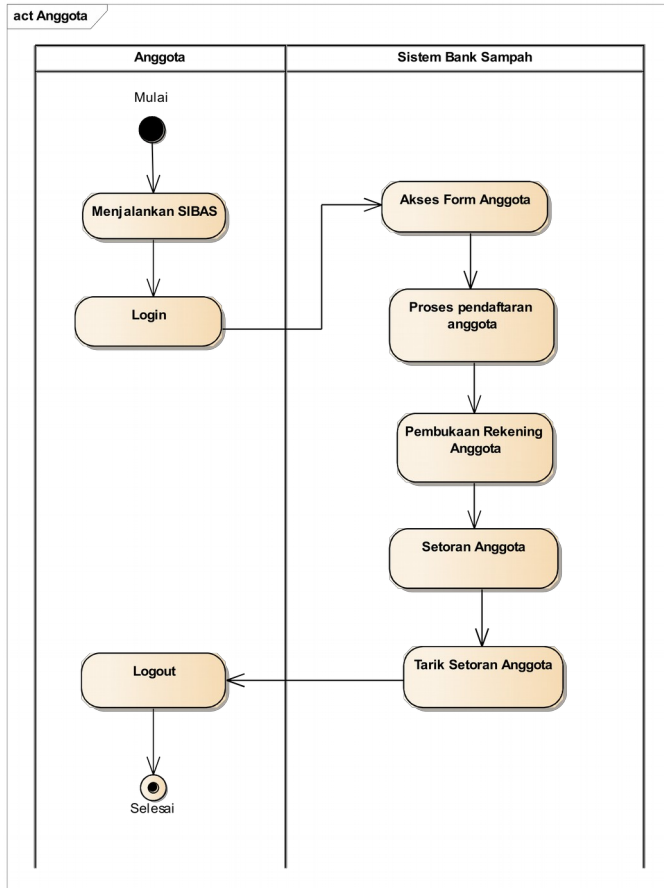 act Anggota
Anggota
Sistem Bank Sampah
Mulai
Menjalankan SIBAS
Login
Akses Form Anggota
Proses pendaftaran
anggota
Pembukaan Rekening
Anggota
Setoran Anggota
Tarik Setoran Anggota
Logout
Selesai